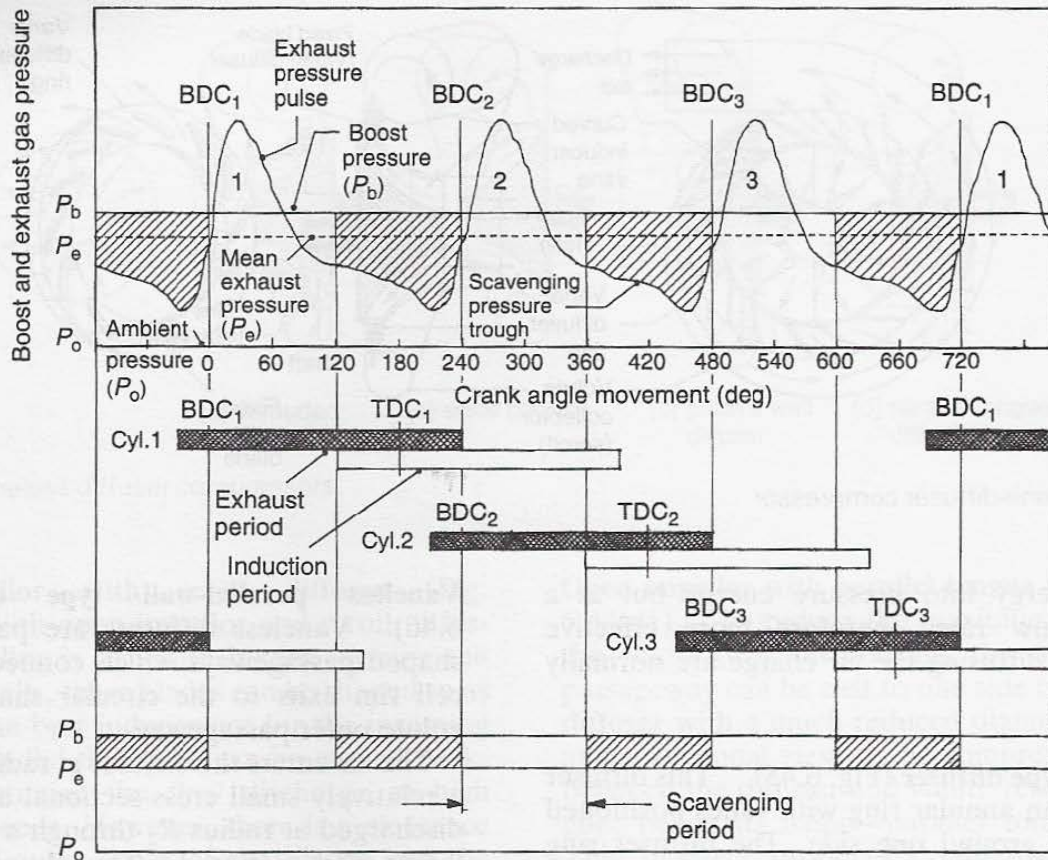 Boost and exhaust gas pressure
Exhaust
pressure
pulse
BDC1
BDC2
BDC3
BDC1
Boost
pressure
(Pb)
1
2
3
1
Pb
Pe
Po
Mean
exhaust
pressure
(Pe)
Scavenging
pressure
trough
Ambient
pressure
(Po)
0 60 120 180 240 300 360 420 480 540 600 660 720
Crank angle movement (deg)
BDC1
TDC1
BDC1
Cyl.1
Exhaust
period
BDC2
TDC2
Cyl.2
Induction
period
BDC3
TDC3
Cyl.3
Pb
Pe
Po
Scavenging
period